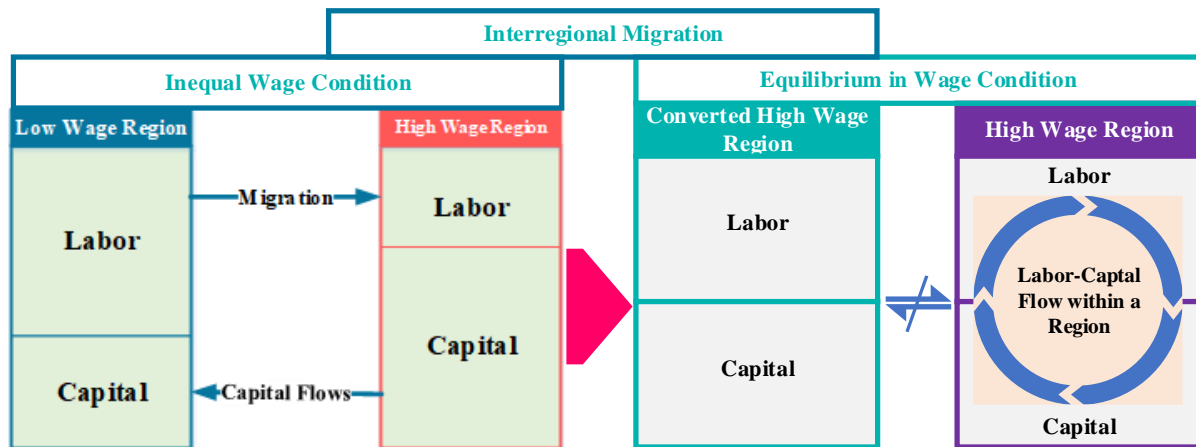 Interregional Migration
Inequal Wage Condition
Equilibrium in Wage Condition
Low Wage Region
High Wage Region
Converted High Wage
Region
High Wage Region
Labor
Migration
Labor
Capital
Capital Flows
Capital
Labor
Capital
Labor
Labor-Captal
Flow within a
Region
Capital